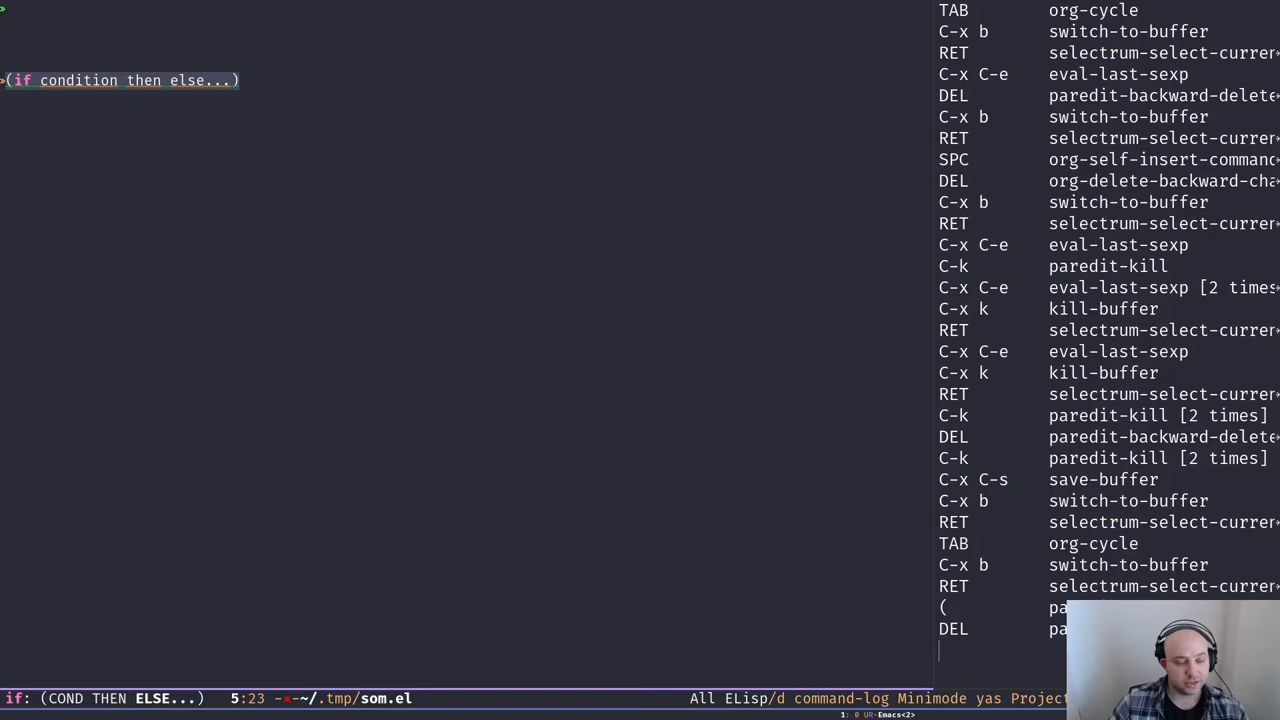 (if condition then else...)
TAB org-cycle
C-x b switch-to-buffer
RET selectrum-select-curren
C-x C-e eval-last-sexp
DEL paredit-backward-delete
C-x b switch-to-buffer
RET selectrum-select-curren
SPC org-self-insert-command
DEL org-delete-backward-cha
C-x b switch-to-buffer
RET selectrum-select-curren
C-x C-e eval-last-sexp
C-k paredit-kill
C-x C-e eval-last-sexp [2 times
C-x k kill-buffer
RET selectrum-select-curren
C-x C-e eval-last-sexp
C-x k kill-buffer
RET selectrum-select-curren
C-k paredit-kill [2 times]
DEL paredit-backward-delete
C-k paredit-kill [2 times]
C-x C-s save-buffer
C-x b switch-to-buffer
RET selectrum-select-curren
TAB org-cycle
C-x b switch-to-buffer
RET selectrum-select-curren
( pa
DEL pa
if: (COND THEN ELSE...) 5:23 -●-~/.tmp/som.el All ELisp/d command-log Minimode yas Project
1: 0 UR-Emacs<2>